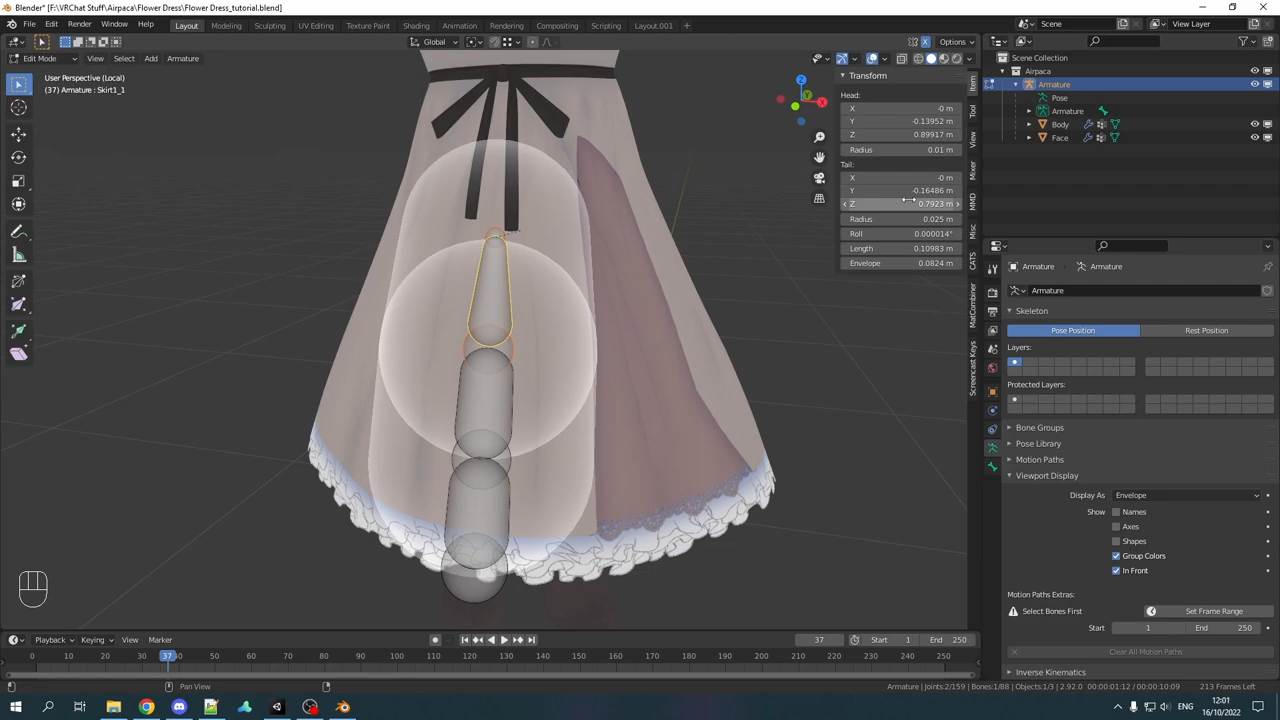 Blender* [F:\VRChat Stuff\Airpaca\Flower Dress\Flower Dress_tutorial.blend]
File Edit Render Window Help Layout Modeling Sculpting UV Editing Texture Paint Shading Animation Rendering Compositing Scripting Layout.001 + Scene View Layer
Global Options
Edit Mode View Select Add Armature
User Perspective (Local)
(37) Armature : Skirt1_1
Transform
Head:
X -0 m
Y -0.13952 m
Z 0.89917 m
Radius 0.01 m
Tail:
X -0 m
Y -0.16486 m
Z 0.7923 m
Radius 0.025 m
Roll 0.000014°
Length 0.10983 m
Envelope 0.0824 m
Item
Tool
View
Mixer
MMD
Misc
CATS
MatCombiner
Screencast Keys
Z
Y
X
Scene Collection
Airpaca
Armature
Pose
Armature
Body
Face
Armature Armature
Armature
Skeleton
Pose Position Rest Position
Layers:
Protected Layers:
Bone Groups
Pose Library
Motion Paths
Viewport Display
Display As Envelope
Show Names
Axes
Shapes
Group Colors
In Front
Motion Paths Extras:
Select Bones First Set Frame Range
Start 1 End 250
Clear All Motion Paths
Inverse Kinematics
Playback Keying View Marker 37 Start 1 End 250
0 10 20 30 37 40 50 60 70 80 90 100 110 120 130 140 150 160 170 180 190 200 210 220 230 240 250
Pan View Armature | Joints:2/159 | Bones:1/88 | Objects:1/3 | 2.92.0 00:00:01:12 / 00:00:10:09 213 Frames Left
ENG 12:01
16/10/2022